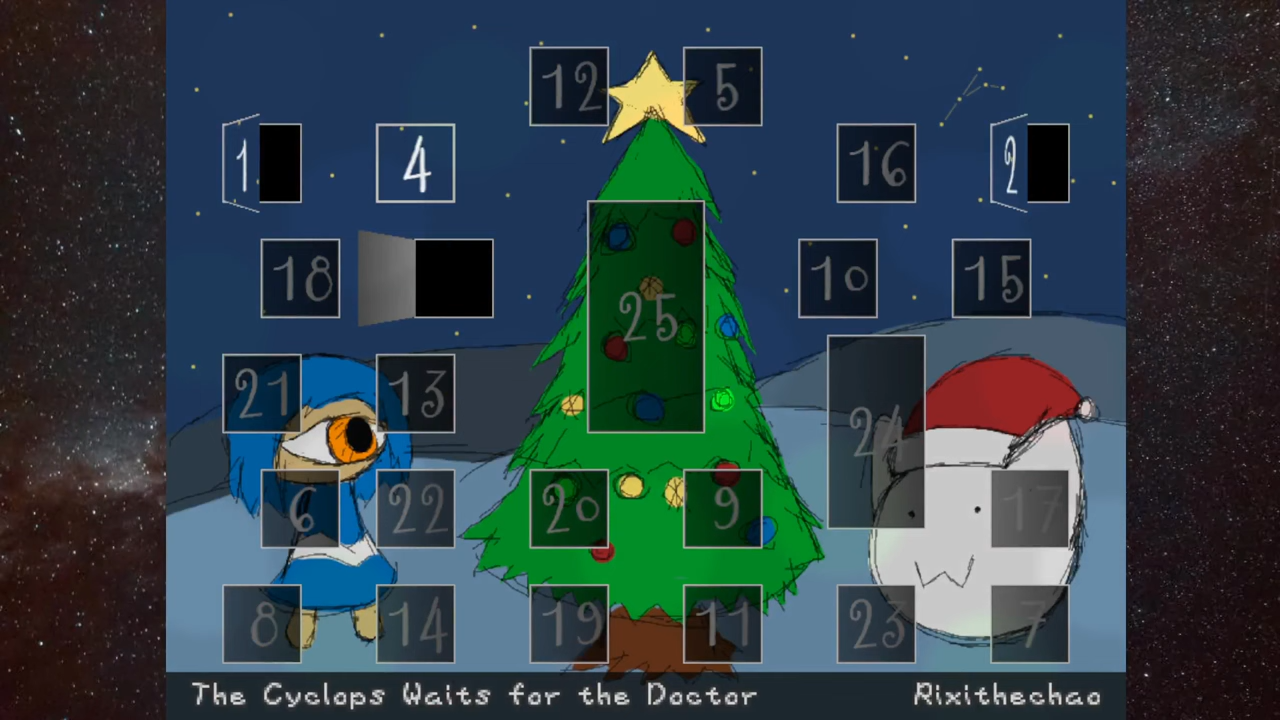 12 5
1 4 16 2
18 10 15
25
21 13 24
6 22 20 9 17
8 14 19 11 23 7
The Cyclops Waits for the Doctor Rixithechao